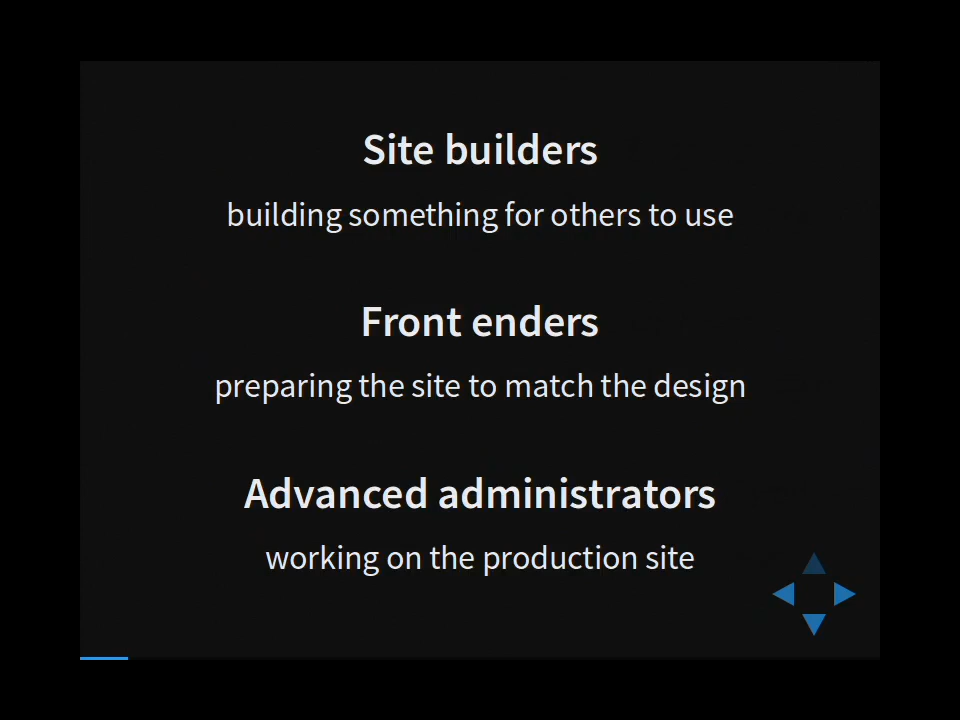 Site builders
building something for others to use
Front enders
preparing the site to match the design
Advanced administrators
working on the production site